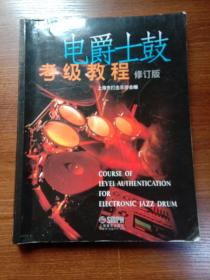 电爵士鼓
考级教程 修订版
上海市打击乐协会编
COURSE OF
LEVEL AUTHENTICATION
FOR
ELECTRONIC JAZZ DRUM
SMPH